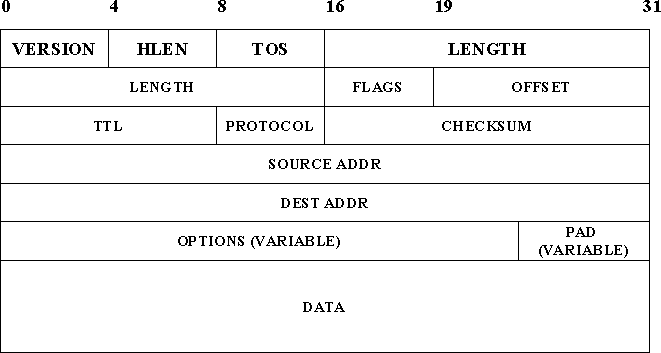 0 4 8 16 19 31
VERSION HLEN TOS LENGTH
LENGTH FLAGS OFFSET
TTL PROTOCOL CHECKSUM
SOURCE ADDR
DEST ADDR
OPTIONS (VARIABLE) PAD
(VARIABLE)
DATA